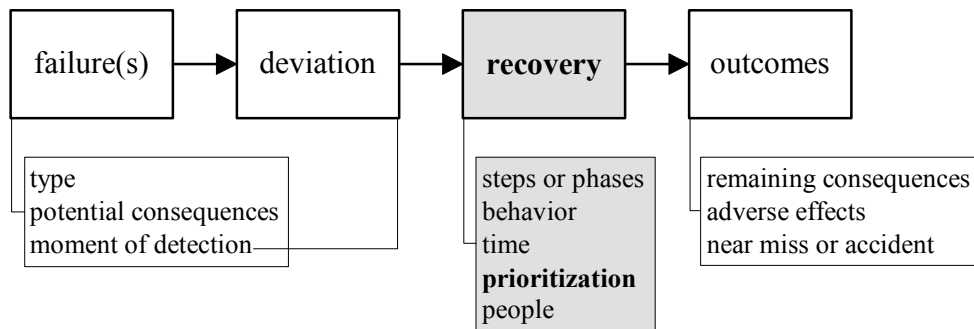 failure(s)
deviation
recovery
outcomes
type
potential consequences
moment of detection
steps or phases
behavior
time
prioritization
people
remaining consequences
adverse effects
near miss or accident